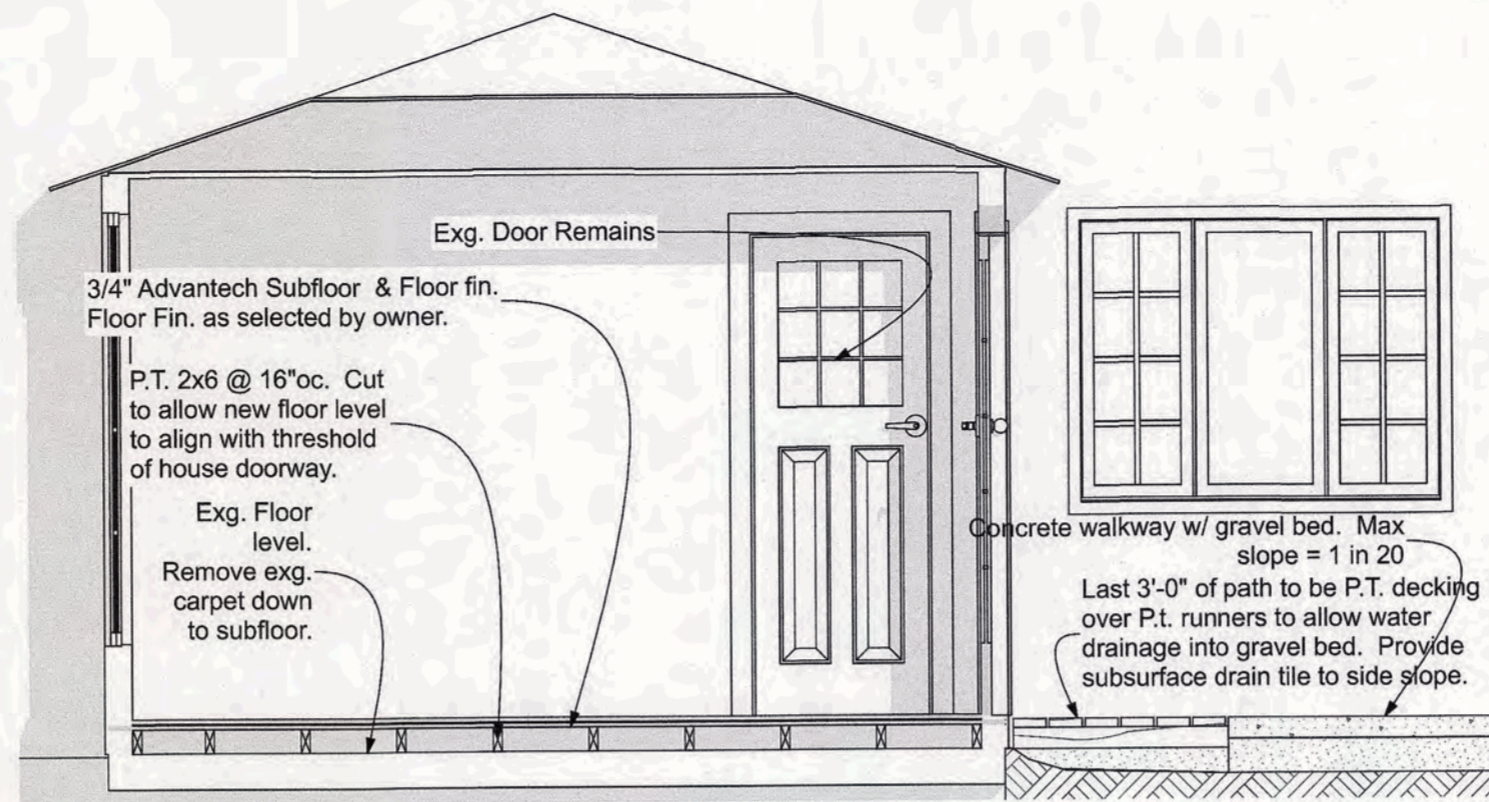 Exg. Door Remains
3/4" Advantech Subfloor & Floor fin.
Floor Fin. as selected by owner.
P.T. 2x6 @ 16"oc. Cut
to allow new floor level
to align with threshold
of house doorway.
Exg. Floor
level.
Remove exg.
carpet down
to subfloor.
Concrete walkway w/ gravel bed. Max
slope = 1 in 20
Last 3'-0" of path to be P.T. decking
over P.t. runners to allow water
drainage into gravel bed. Provide
subsurface drain tile to side slope.